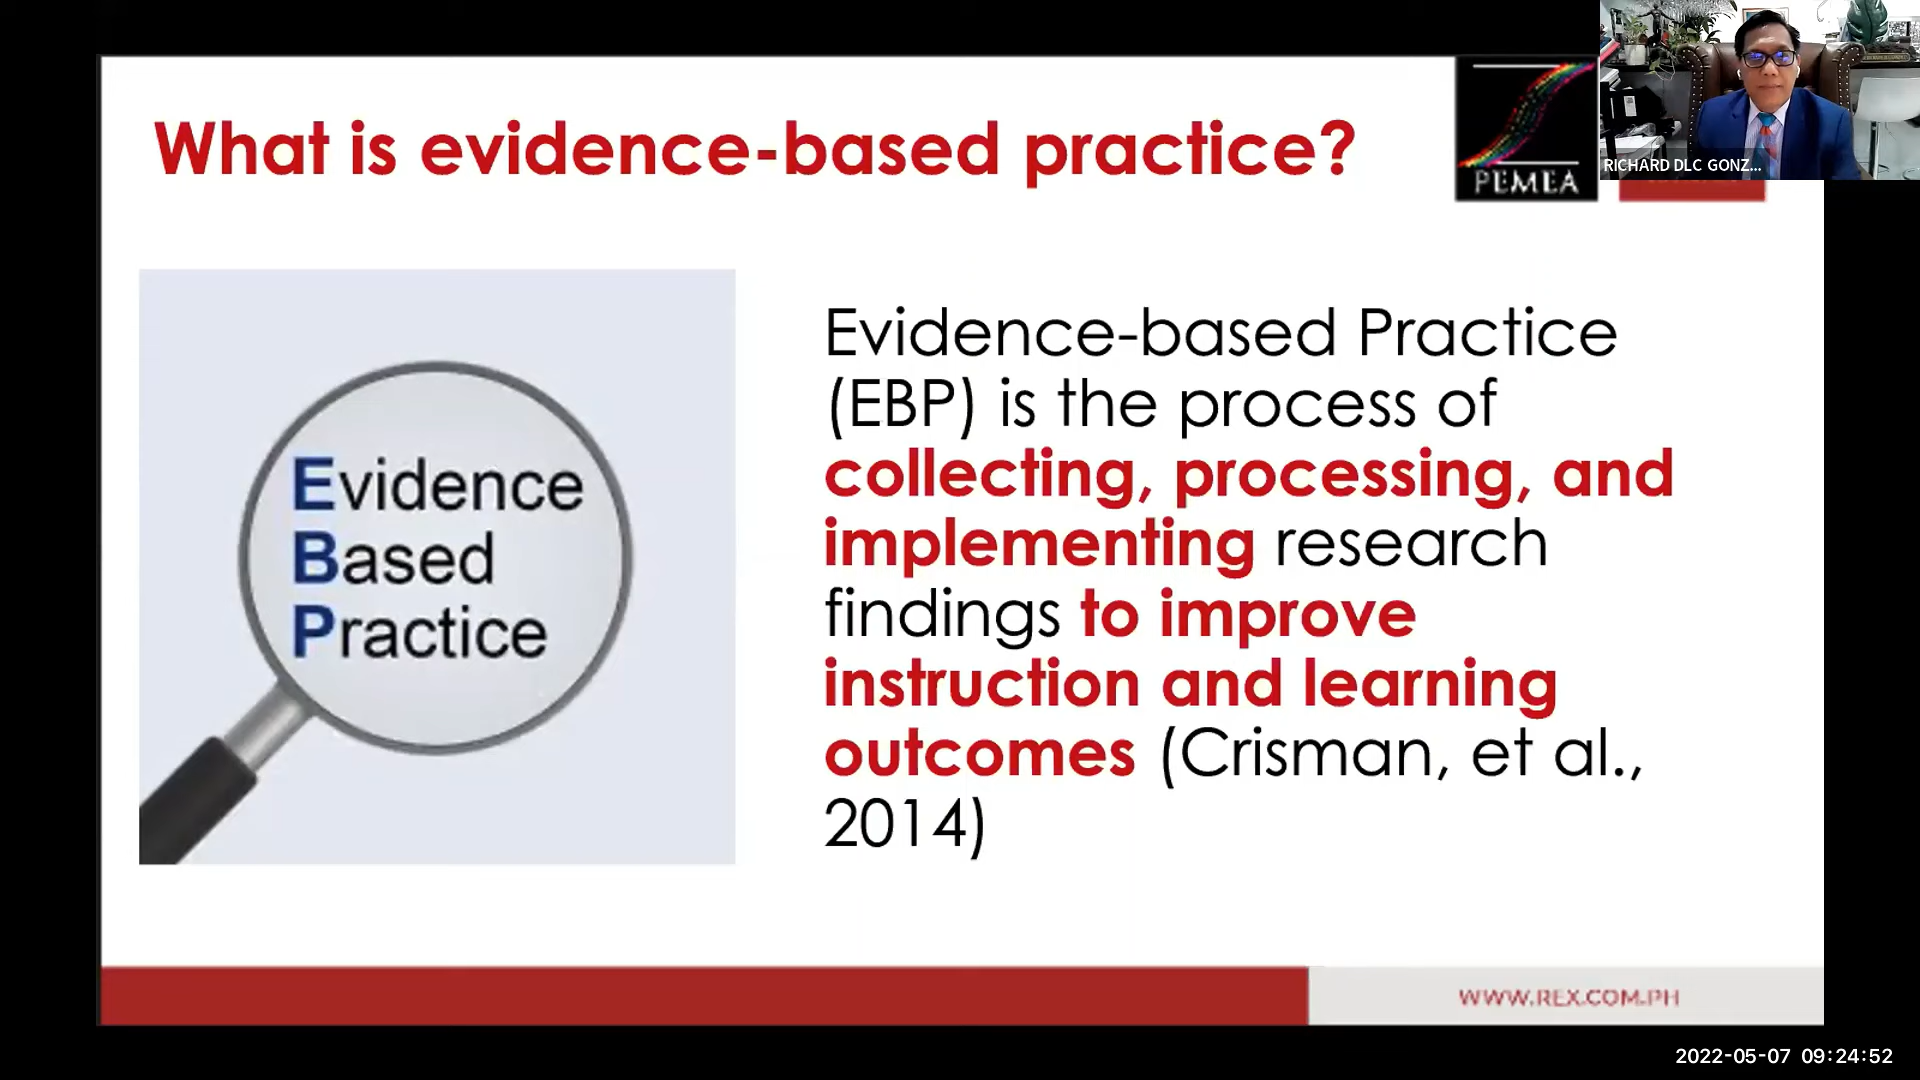 What is evidence-based practice?
PEMEA
RICHARD DLC GONZ...
Evidence
Based
Practice
Evidence-based Practice
(EBP) is the process of
collecting, processing, and
implementing research
findings to improve
instruction and learning
outcomes (Crisman, et al.,
2014)
WWW.REX.COM.PH
2022-05-07 09:24:52